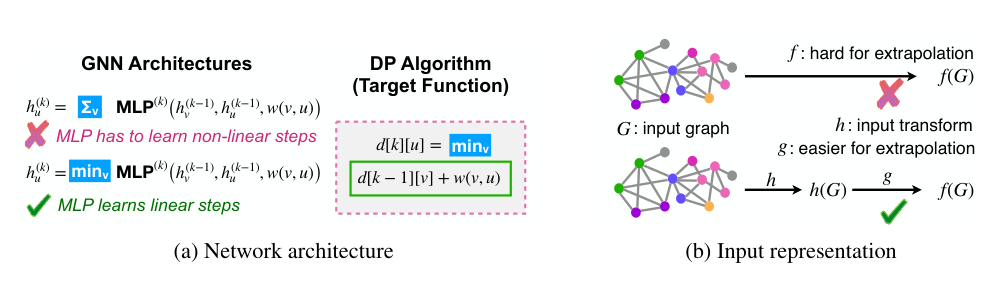 GNN Architectures
h_u^{(k)} = Σ_v MLP^{(k)}(h_v^{(k-1)}, h_u^{(k-1)}, w(v, u))
MLP has to learn non-linear steps
h_u^{(k)} = min_v MLP^{(k)}(h_v^{(k-1)}, h_u^{(k-1)}, w(v, u))
MLP learns linear steps
DP Algorithm
(Target Function)
d[k][u] = min_v
d[k − 1][v] + w(v, u)
(a) Network architecture
f : hard for extrapolation
f(G)
G : input graph
h : input transform
g : easier for extrapolation
h
h(G)
g
f(G)
(b) Input representation